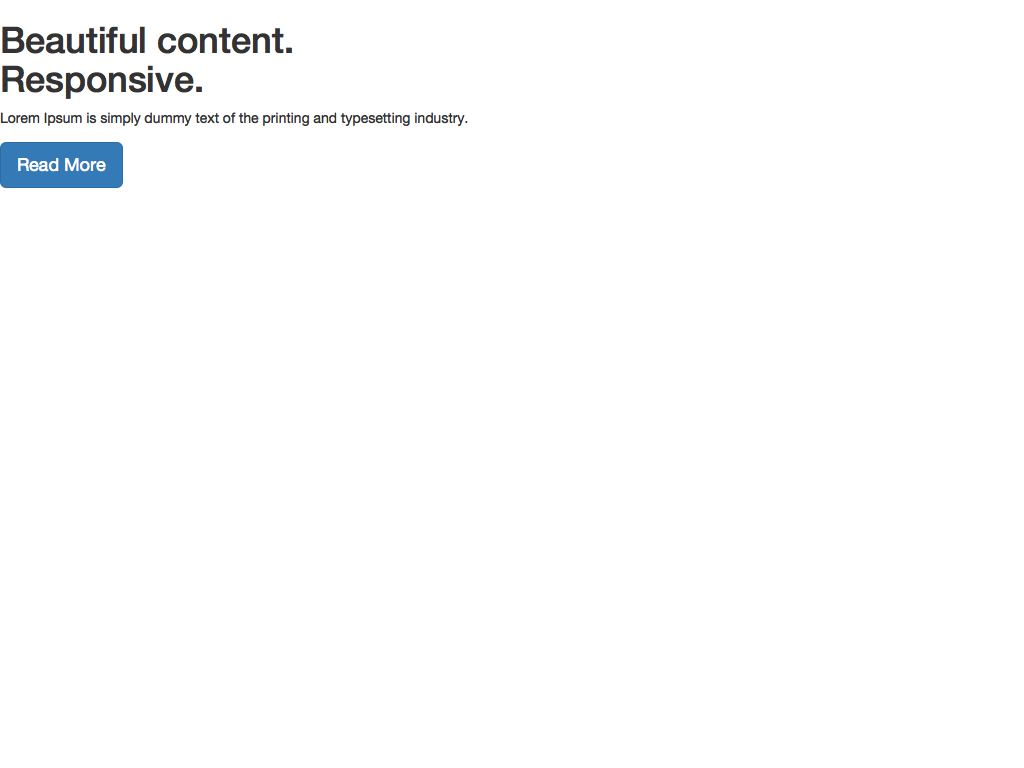 Beautiful content.
Responsive.
Lorem Ipsum is simply dummy text of the printing and typesetting industry.
Read More